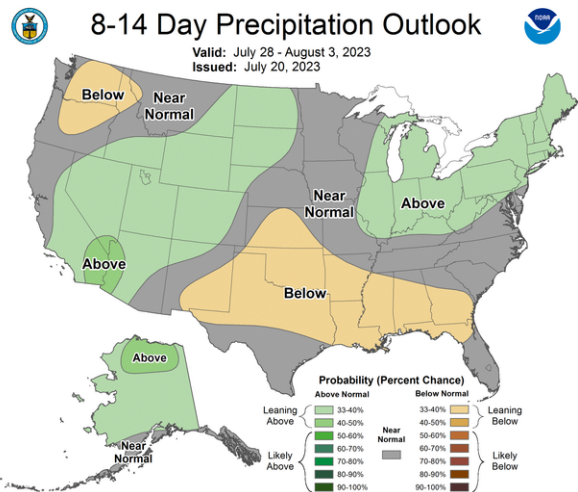 8-14 Day Precipitation Outlook
Valid: July 28 - August 3, 2023
Issued: July 20, 2023
NOAA
Below
Near
Normal
Near
Normal
Above
Above
Below
Above
Near
Normal
Probability (Percent Chance)
Above Normal
Below Normal
Leaning
Above
33-40%
40-50%
Likely
Above
50-60%
60-70%
70-80%
80-90%
90-100%
Near
Normal
33-40%
40-50%
Leaning
Below
50-60%
60-70%
70-80%
80-90%
90-100%
Likely
Below